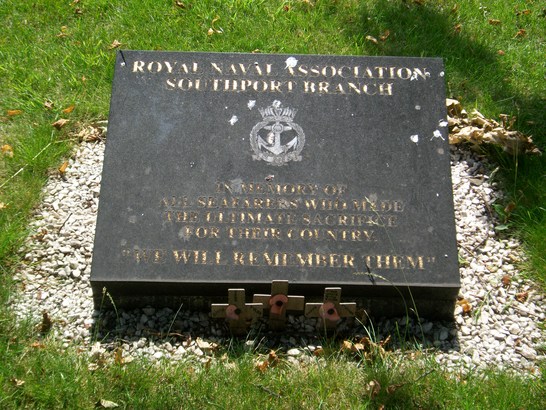 ROYAL NAVAL ASSOCIATION
SOUTHPORT BRANCH
IN MEMORY OF
ALL SEAFARERS WHO MADE
THE ULTIMATE SACRIFICE
FOR THEIR COUNTRY.
"WE WILL REMEMBER THEM"